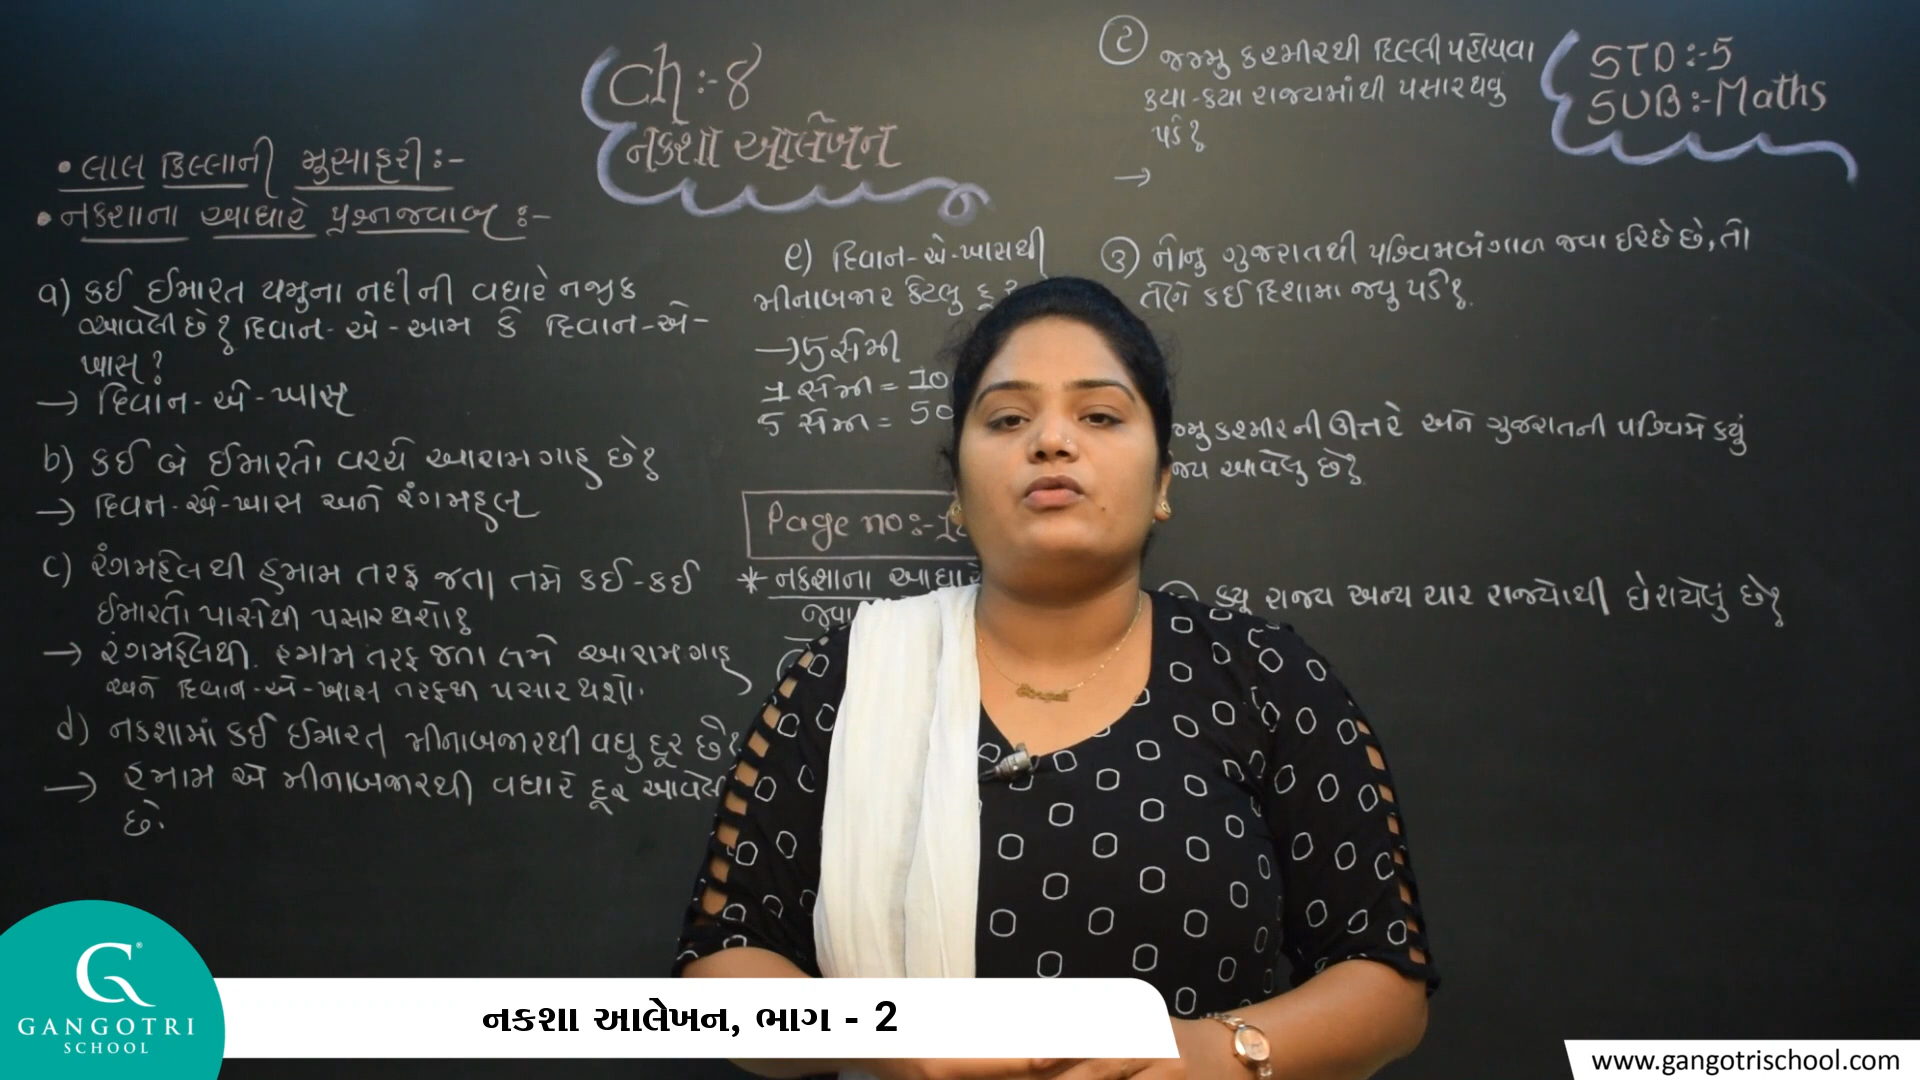 Ch :- 8
નકશા આલેખન
STD :- 5
SUB :- Maths
• લાલ કિલ્લાની મુસાફરી :-
• નકશાના આધારે પ્રશ્નજવાબ :-
a) કઈ ઈમારત યમુના નદીની વધારે નજીક
આવેલી છે ? દિવાન-એ-આમ કે દિવાન-એ-
ખાસ ?
→ દિવાન-એ-ખાસ
b) કઈ બે ઈમારતો વચ્ચે આરામગાહ છે ?
→ દિવાન-એ-ખાસ અને રંગમહલ
c) રંગમહેલથી હમામ તરફ જતા તમે કઈ-કઈ
ઈમારતો પાસેથી પસાર થશો ?
→ રંગમહેલથી હમામ તરફ જતા તમે આરામગાહ
અને દિવાન-એ-ખાસ તરફથી પસાર થશો.
d) નકશામાં કઈ ઈમારત મીનાબજારથી વધુ દૂર છે ?
→ હમામ એ મીનાબજારથી વધારે દૂર આવેલી
છે.
e) દિવાન-એ-ખાસથી
મીનાબજાર કેટલુ દૂર
→ 5 સેમી
1 સેમી = 10
5 સેમી = 50
Page no :-
* નકશાના આધારે
જવા
૨ જમ્મુ કશ્મીરથી દિલ્લી પહોંચવા
કયા-કયા રાજ્યમાંથી પસાર થવુ
પડે ?
→
૩ નીનુ ગુજરાતથી પશ્ચિમબંગાળ જવા ઈચ્છે છે, તો
તેણે કઈ દિશામા જવુ પડે ?
મ્મુ કશ્મીરની ઊત્તરે અને ગુજરાતની પશ્ચિમે કયું
જ્ય આવેલુ છે ?
કયુ રાજ્ય અન્ય ચાર રાજ્યોથી ઘેરાયેલું છે ?
GANGOTRI
SCHOOL
નકશા આલેખન, ભાગ - 2
www.gangotrischool.com